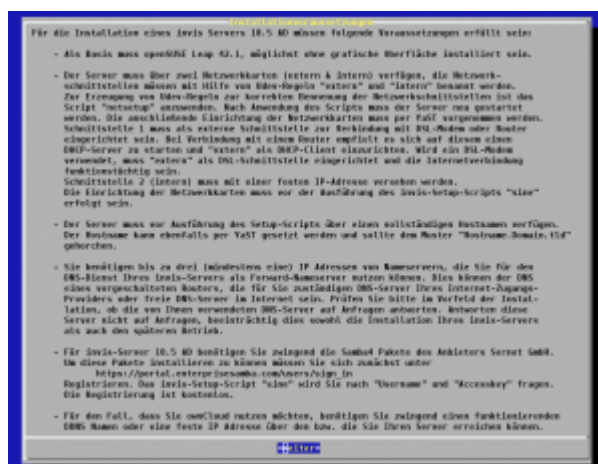 Installationsvoraussetzungen
Für die Installation eines invis Servers 10.5 AD müssen folgende Voraussetzungen erfüllt sein:
- Als Basis muss openSUSE Leap 42.1, möglichst ohne grafische Oberfläche installiert sein.
- Der Server muss über zwei Netzwerkkarten (extern & intern) verfügen, die Netzwerk-
schnittstellen müssen mit Hilfe von Udev-Regeln "extern" und "intern" benannt werden.
Zur Erzeugung von Udev-Regeln zur korrekten Benennung der Netzwerkschnittstellen ist das
Script "netsetup" anzuwenden. Nach Anwendung des Scripts muss der Server neu gestartet
werden. Die anschließende Einrichtung der Netzwerkkarten muss per YaST vorgenommen werden.
Schnittstelle 1 muss als externe Schnittstelle zur Verbindung mit DSL-Modem oder Router
eingerichtet sein. Bei Verbindung mit einem Router empfielt es sich auf diesem einen
DHCP-Server zu starten und "extern" als DHCP-Client einzurichten. Wird ein DSL-Modem
verwendet, muss "extern" als DSL-Schnittstelle eingerichtet und die Internetverbindung
funktionstüchtig sein.
Schnittstelle 2 (intern) muss mit einer festen IP-Adresse versehen werden.
Die Einrichtung der Netzwerkkarten muss vor der Ausführung des invis-Setup-Scripts "sine"
erfolgt sein.
- Der Server muss vor Ausführung des Setup-Scripts über einen vollständigen Hostnamen verfügen.
Der Hostname kann ebenfalls per YaST gesetzt werden und sollte dem Muster "Hostname.Domain.tld"
gehorchen.
- Sie benötigen bis zu drei (mindestens eine) IP Adressen von Nameservern, die Sie für den
DNS-Dienst Ihres invis-Servers als Forward-Nameserver nutzen können. Dies können der DNS
eines vorgeschalteten Routers, die für Sie zuständigen DNS-Server Ihres Internet-Zugangs-
Providers oder freie DNS-Server im Internet sein. Prüfen Sie bitte im Vorfeld der Instal-
lation, ob die von Ihnen verwendeten DNS-Server auf Anfragen antworten. Antworten diese
Server nicht auf Anfragen, beeinträchtig dies sowohl die Installation Ihres invis-Servers
als auch den späteren Betrieb.
- Für invis-Server 10.5 AD benötigen Sie zwingend die Samba4 Pakete des Anbieters Sernet GmbH.
Um diese Pakete installieren zu können müssen Sie sich zunächst unter
https://portal.enterprisesamba.com/users/sign_in
Registrieren. Das invis-Setup-Script "sine" wird Sie nach "Username" und "Accesskey" fragen.
Die Registrierung ist kostenlos.
- Für den Fall, dass Sie ownCloud nutzen möchten, benötigen Sie zwingend einen funktionierenden
DDNS Namen oder eine feste IP Adresse über den bzw. die Sie Ihren Server erreichen können.
<Weiter>